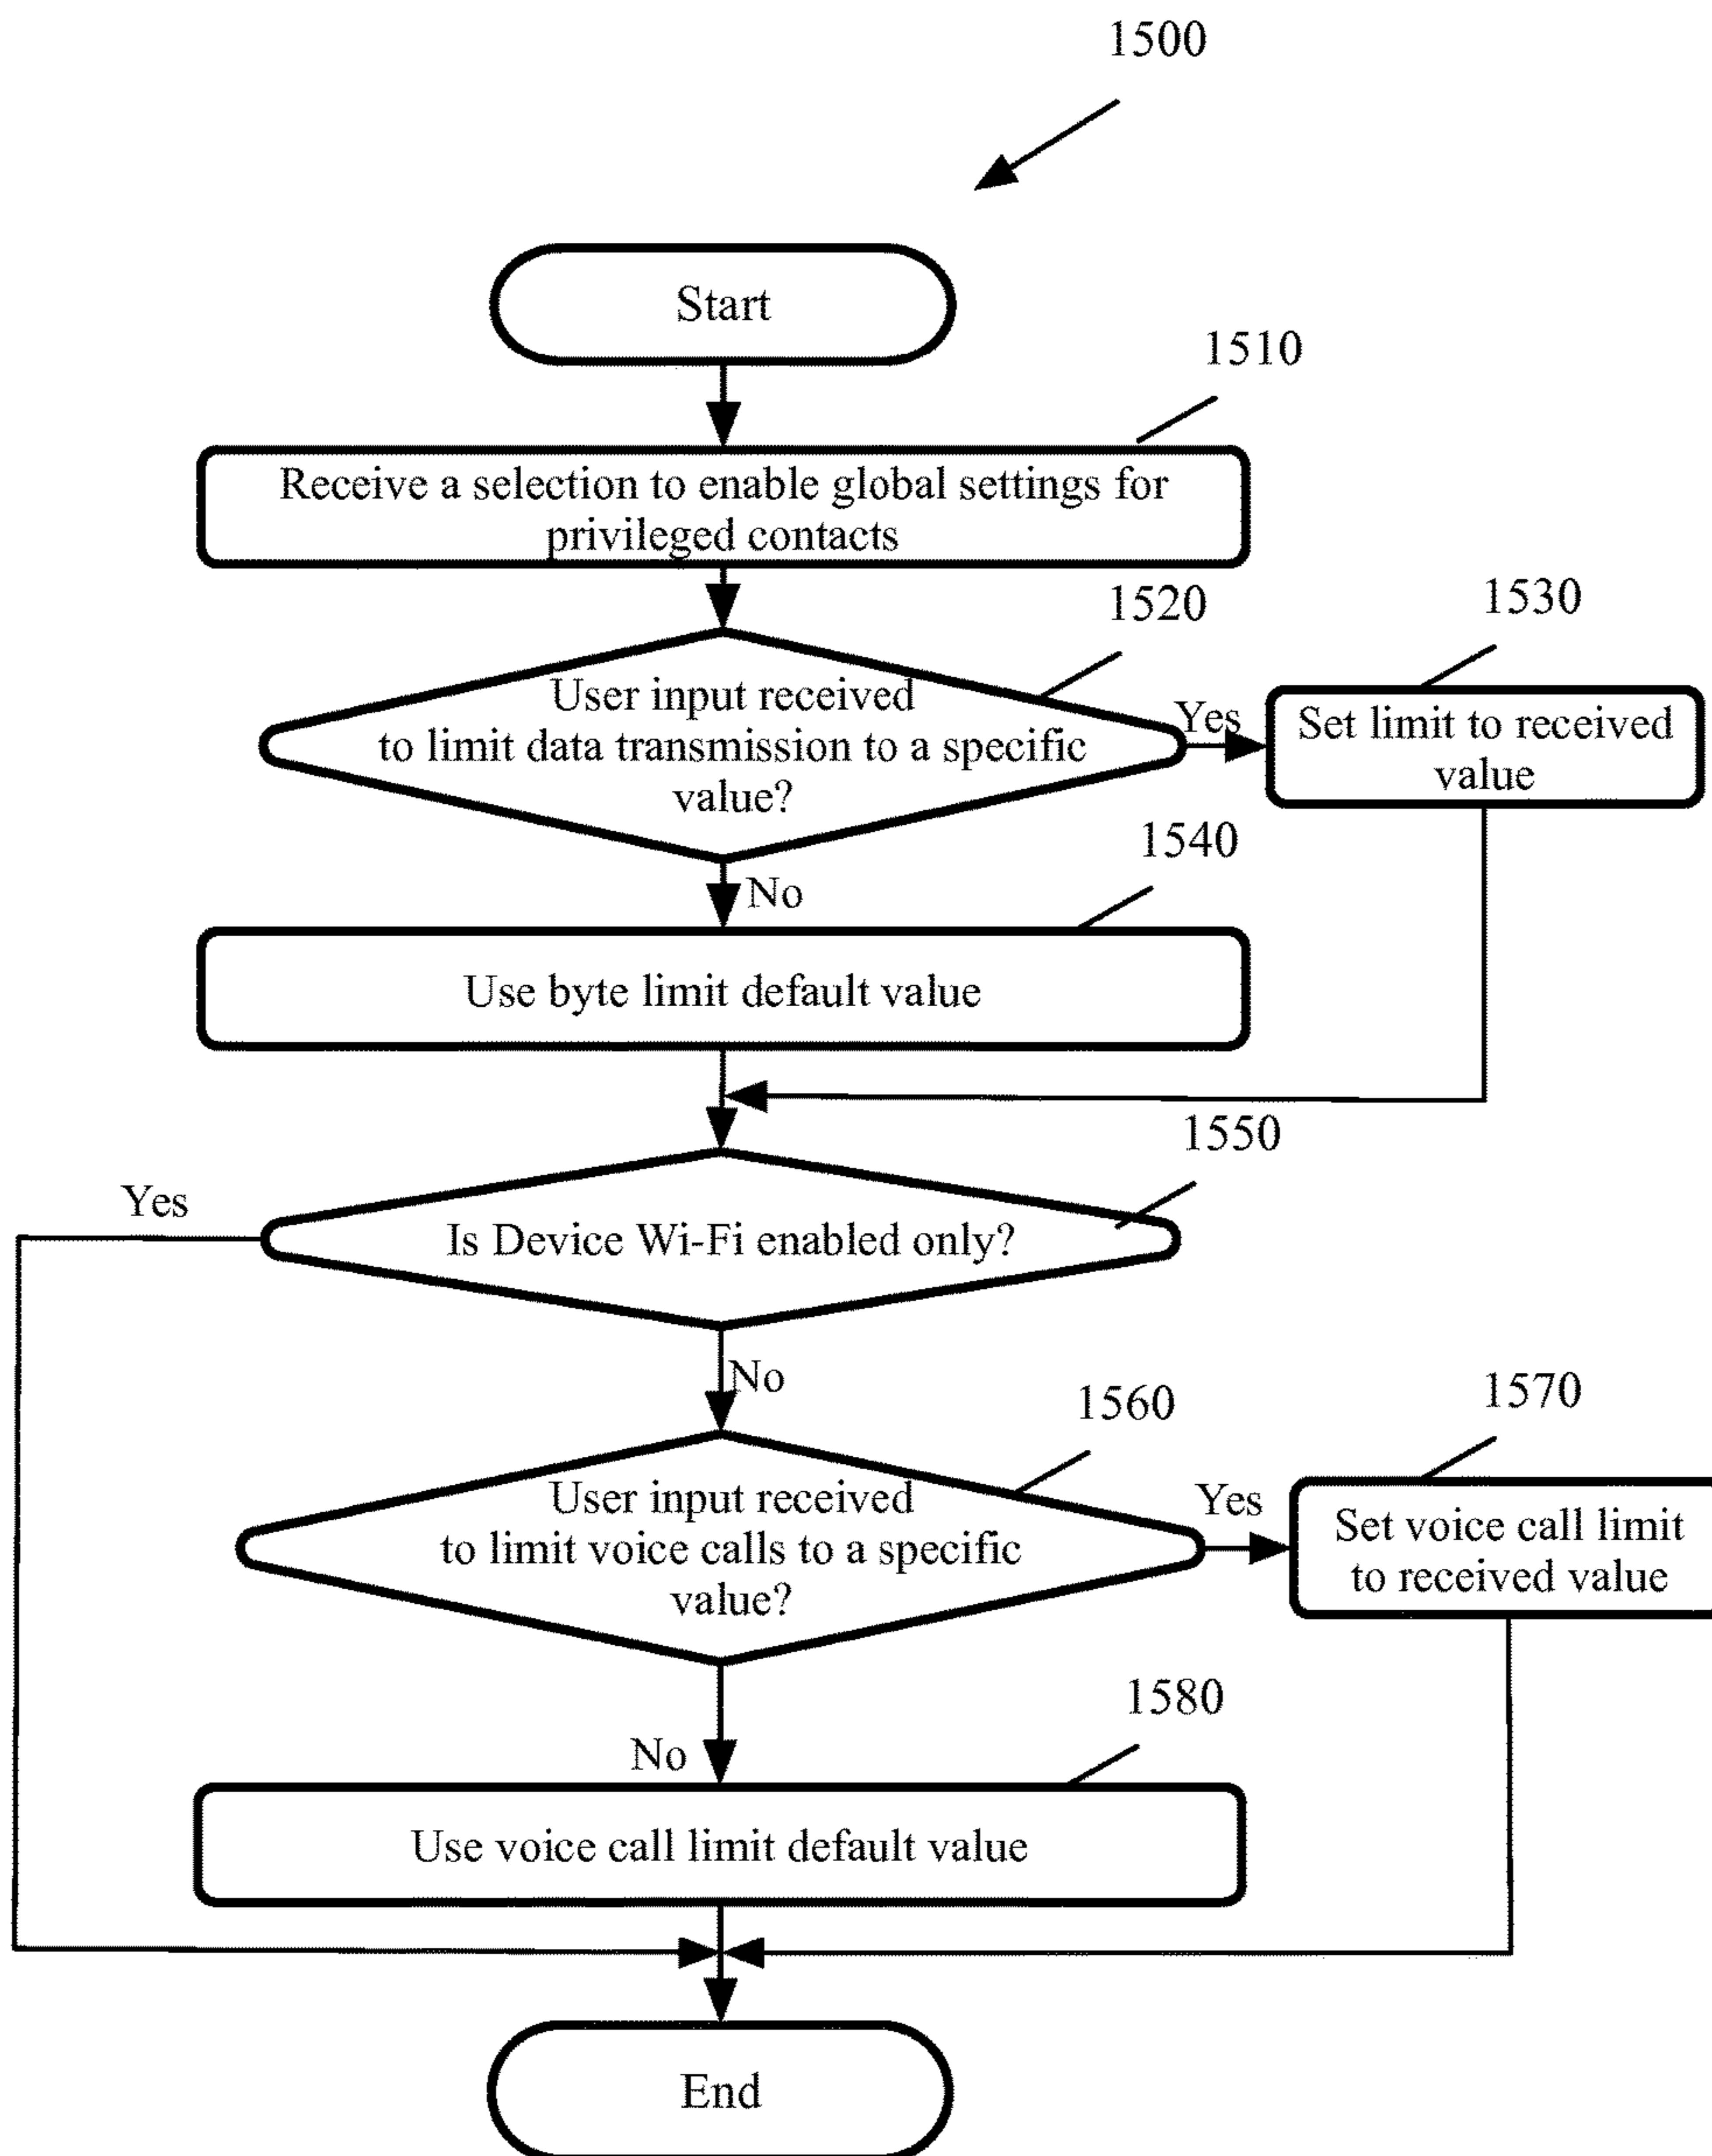 1500
Start
1510
Receive a selection to enable global settings for
privileged contacts
1520
1530
User input received
to limit data transmission to a specific
value?
Yes
Set limit to received
value
1540
No
Use byte limit default value
1550
Yes
Is Device Wi-Fi enabled only?
No
1560
1570
User input received
to limit voice calls to a specific
value?
Yes
Set voice call limit
to received value
1580
No
Use voice call limit default value
End